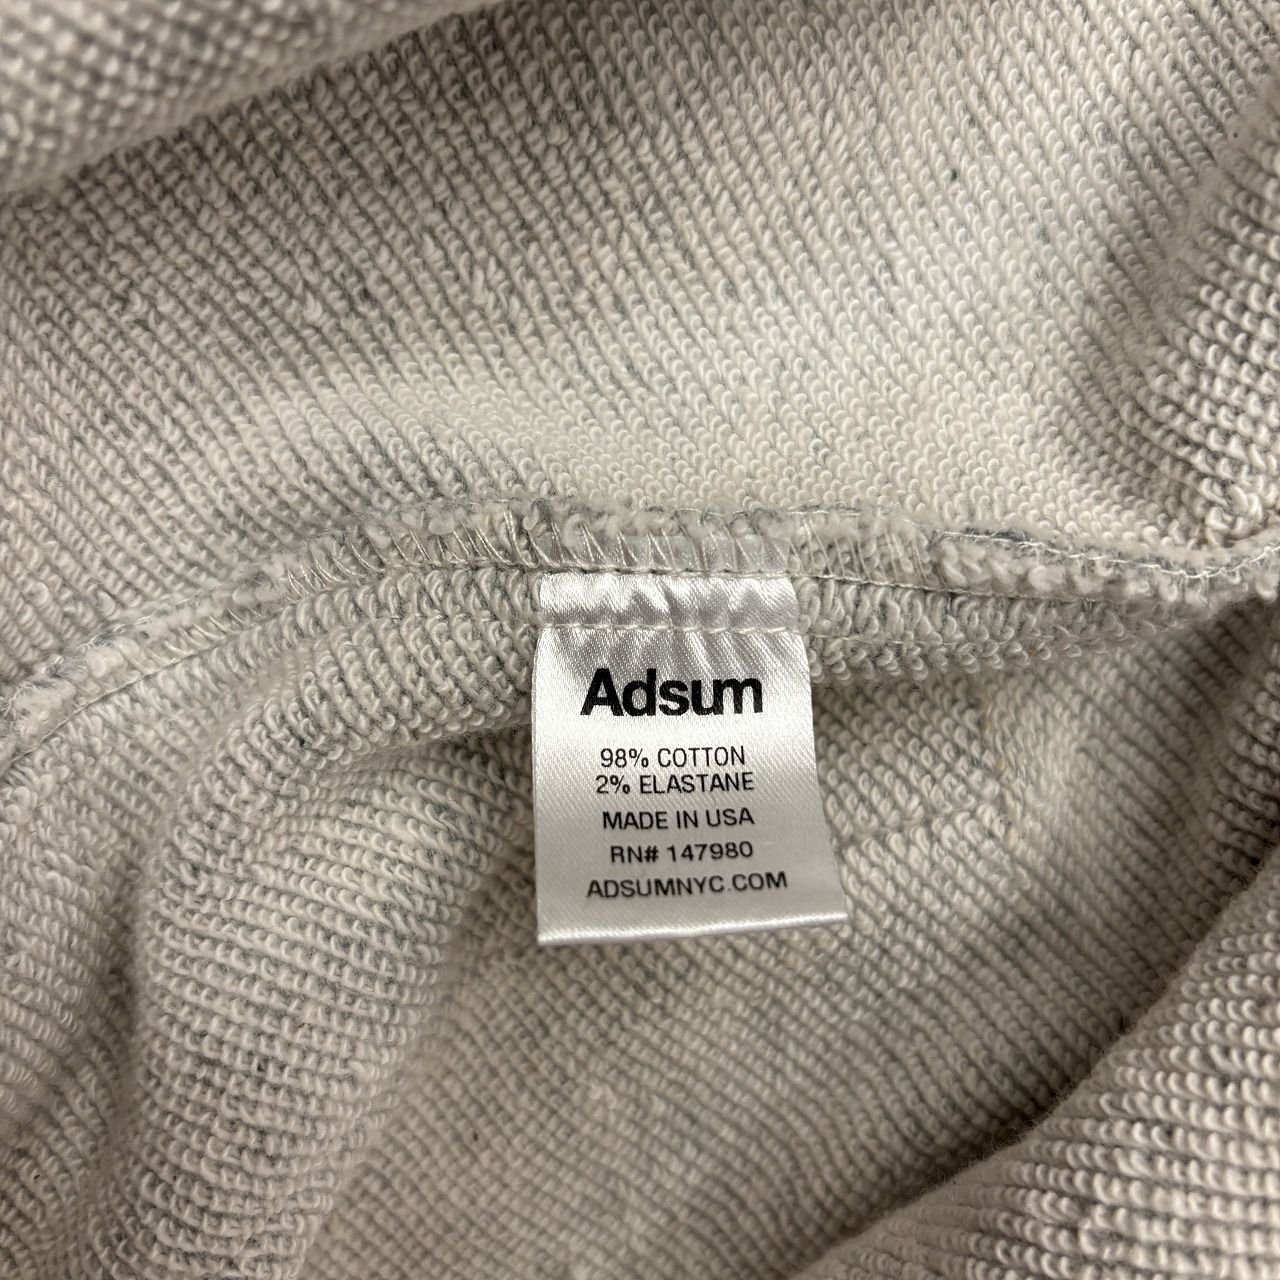 Adsum
98% COTTON
2% ELASTANE
MADE IN USA
RN# 147980
ADSUMNYC.COM